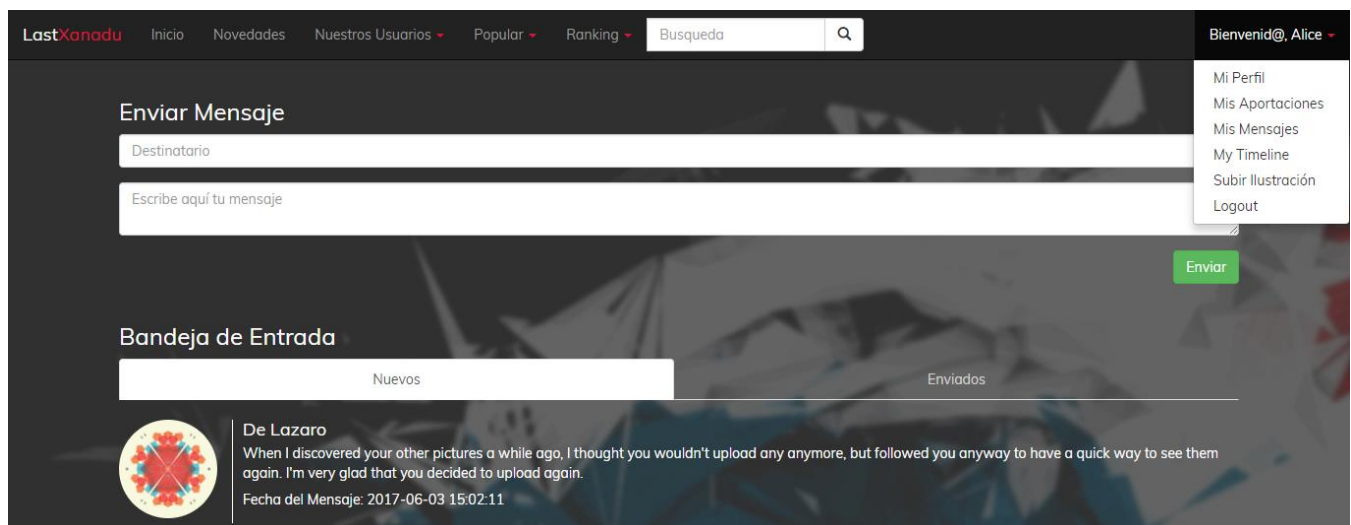 LastXanadu Inicio Novedades Nuestros Usuarios Popular Ranking Busqueda Bienvenid@, Alice
Mi Perfil
Mis Aportaciones
Mis Mensajes
My Timeline
Subir Ilustración
Logout
Enviar Mensaje
Destinatario
Escribe aquí tu mensaje
Enviar
Bandeja de Entrada
Nuevos Enviados
De Lazaro
When I discovered your other pictures a while ago, I thought you wouldn't upload any anymore, but followed you anyway to have a quick way to see them
again. I'm very glad that you decided to upload again.
Fecha del Mensaje: 2017-06-03 15:02:11